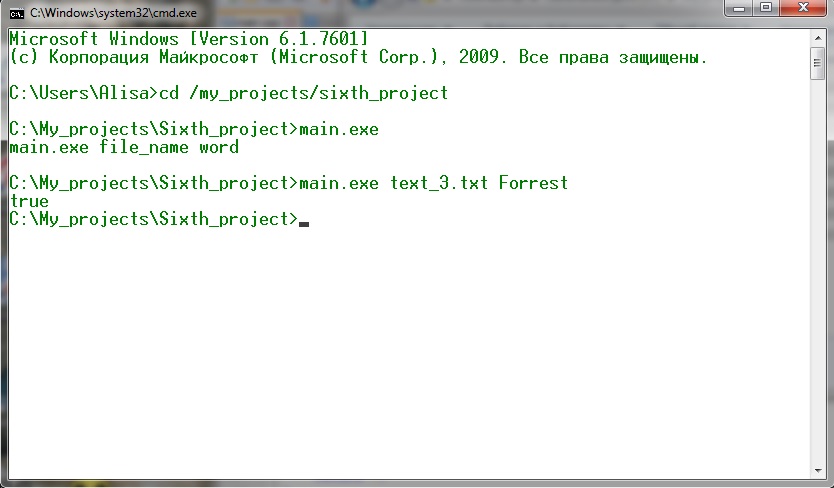 C:\Windows\system32\cmd.exe
Microsoft Windows [Version 6.1.7601]
(c) Корпорация Майкрософт (Microsoft Corp.), 2009. Все права защищены.
C:\Users\Alisa>cd /my_projects/sixth_project
C:\My_projects\Sixth_project>main.exe
main.exe file_name word
C:\My_projects\Sixth_project>main.exe text_3.txt Forrest
true
C:\My_projects\Sixth_project>